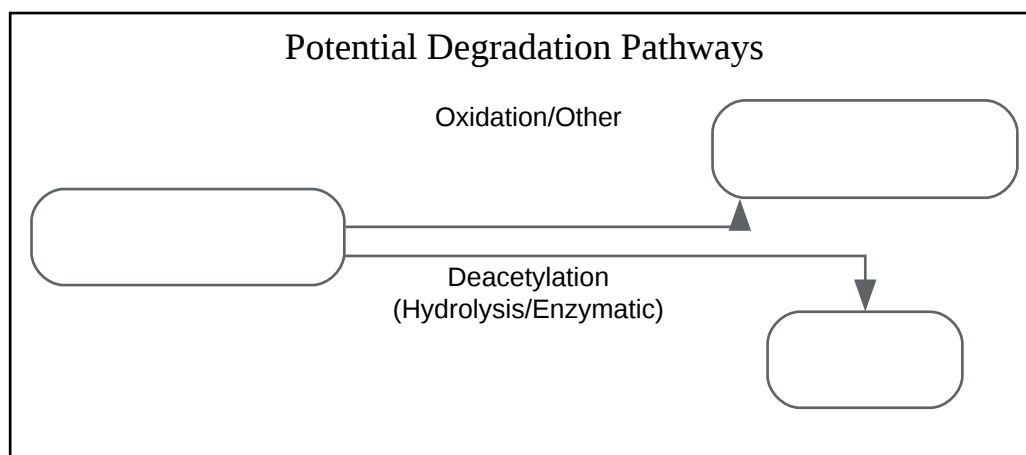 Potential Degradation Pathways
Oxidation/Other
Deacetylation
(Hydrolysis/Enzymatic)